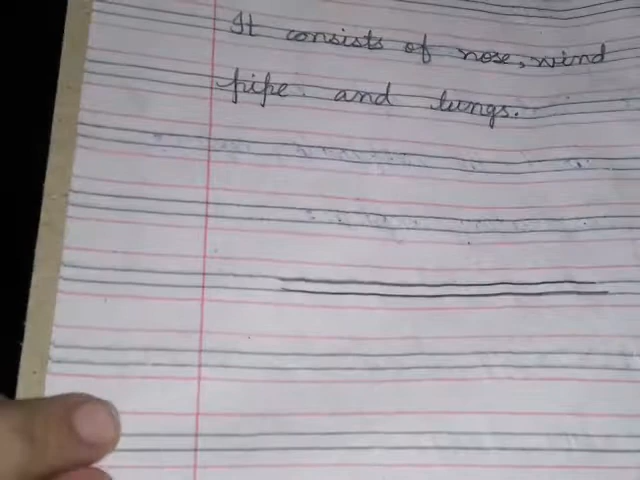 It consists of nose, wind
pipe and lungs.